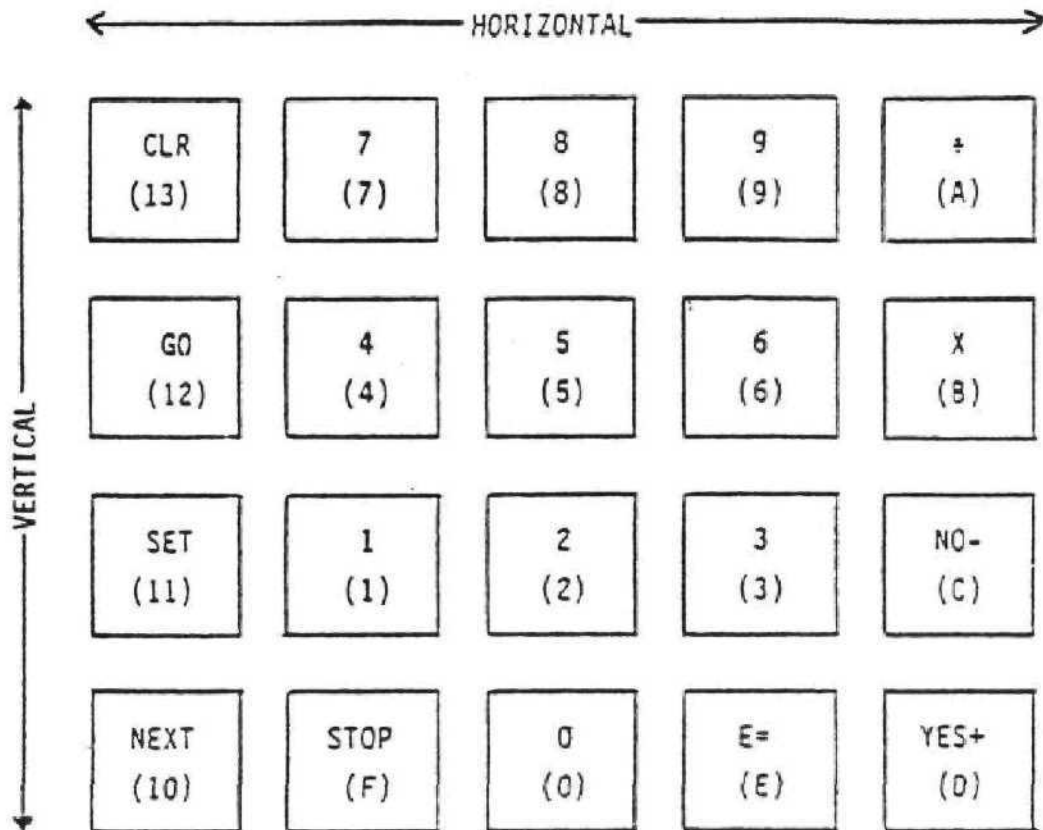 HORIZONTAL
VERTICAL
CLR 7 8 9 ÷
(13) (7) (8) (9) (A)
GO 4 5 6 X
(12) (4) (5) (6) (B)
SET 1 2 3 NO-
(11) (1) (2) (3) (C)
NEXT STOP 0 E= YES+
(10) (F) (0) (E) (D)